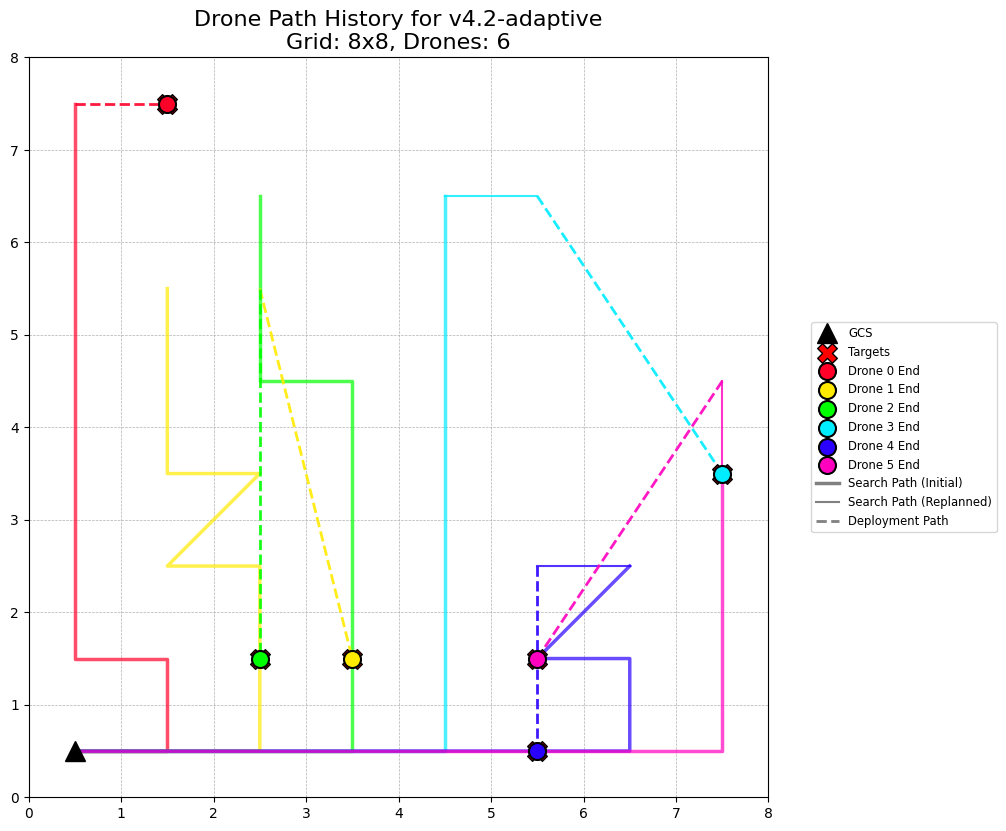 Drone Path History for v4.2-adaptive
Grid: 8x8, Drones: 6
8
7
6
5
4
3
2
1
0
0 1 2 3 4 5 6 7 8
GCS
Targets
Drone 0 End
Drone 1 End
Drone 2 End
Drone 3 End
Drone 4 End
Drone 5 End
Search Path (Initial)
Search Path (Replanned)
Deployment Path